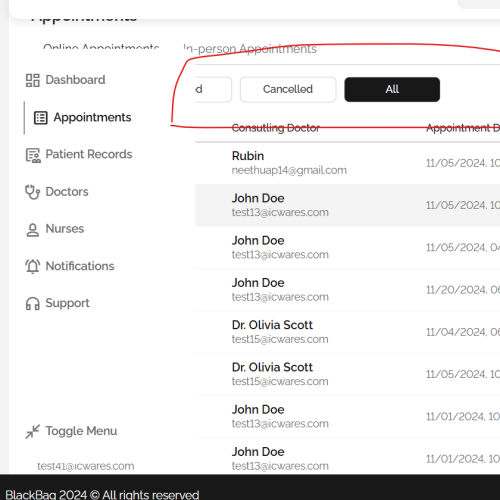 Appointments
Online Appointments In-person Appointments
Dashboard
d Cancelled All
Appointments
Consulting Doctor Appointment D
Patient Records
Rubin
neethuap14@gmail.com 11/05/2024, 10
Doctors
John Doe
test13@icwares.com 11/05/2024, 10
Nurses
John Doe
test13@icwares.com 11/05/2024, 04
Notifications
John Doe
test13@icwares.com 11/20/2024, 06
Support
Dr. Olivia Scott
test15@icwares.com 11/04/2024, 06
Dr. Olivia Scott
test15@icwares.com 11/05/2024, 10
John Doe
test13@icwares.com 11/01/2024, 10
Toggle Menu
John Doe
test13@icwares.com 11/01/2024, 10
test41@icwares.com
BlackBag 2024 © All rights reserved